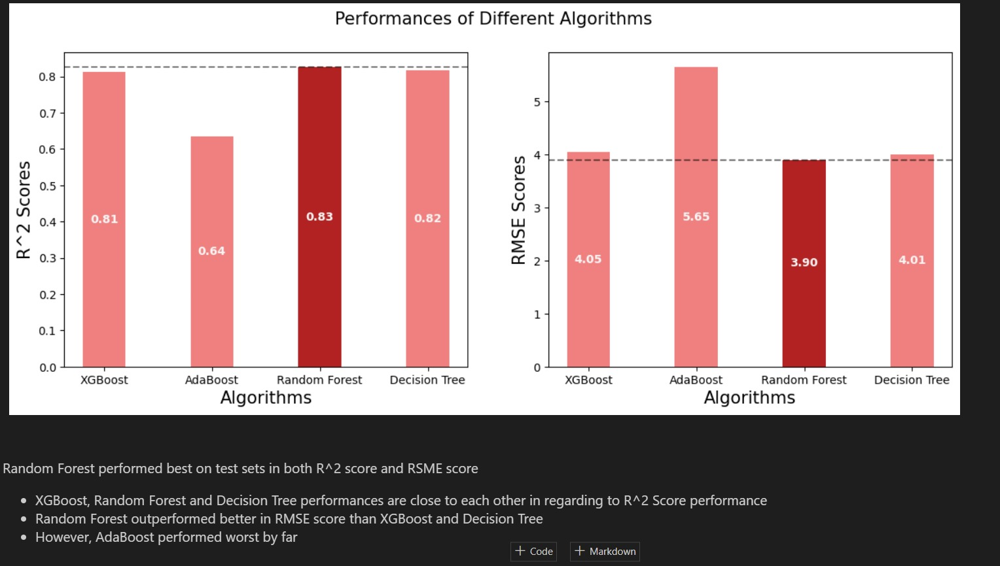 Performances of Different Algorithms
R^2 Scores
0.8
0.7
0.6
0.5
0.4
0.3
0.2
0.1
0.0
0.81
0.64
0.83
0.82
XGBoost AdaBoost Random Forest Decision Tree
Algorithms
RMSE Scores
5
4
3
2
1
0
4.05
5.65
3.90
4.01
XGBoost AdaBoost Random Forest Decision Tree
Algorithms
Random Forest performed best on test sets in both R^2 score and RSME score
• XGBoost, Random Forest and Decision Tree performances are close to each other in regarding to R^2 Score performance
• Random Forest outperformed better in RMSE score than XGBoost and Decision Tree
• However, AdaBoost performed worst by far
+ Code + Markdown